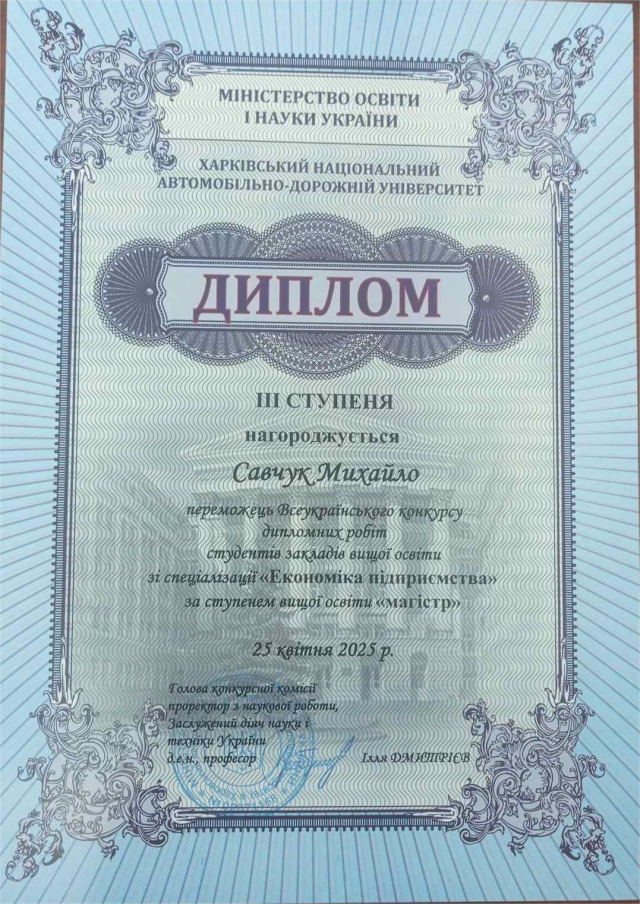 МІНІСТЕРСТВО ОСВІТИ
І НАУКИ УКРАЇНИ
ХАРКІВСЬКИЙ НАЦІОНАЛЬНИЙ
АВТОМОБІЛЬНО-ДОРОЖНІЙ УНІВЕРСИТЕТ
ДИПЛОМ
ІІІ СТУПЕНЯ
нагороджується
Савчук Михайло
переможець Всеукраїнського конкурсу
дипломних робіт
студентів закладів вищої освіти
зі спеціалізації «Економіка підприємства»
за ступенем вищої освіти «магістр»
25 квітня 2025 р.
Голова конкурсної комісії
проректор з наукової роботи,
Заслужений діяч науки і
техніки України
д.е.н., професор Ілля ДМИТРІЄВ